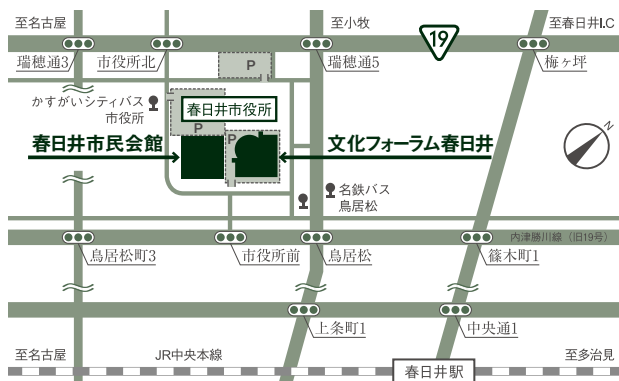 至名古屋
至小牧
至春日井I.C
19
瑞穂通3
市役所北
瑞穂通5
梅ヶ坪
P
かすがいシティバス
市役所
春日井市役所
P
P
春日井市民会館
文化フォーラム春日井
N
名鉄バス
鳥居松
内津勝川線（旧19号）
鳥居松町3
市役所前
鳥居松
篠木町1
上条町1
中央通1
至名古屋
JR中央本線
春日井駅
至多治見